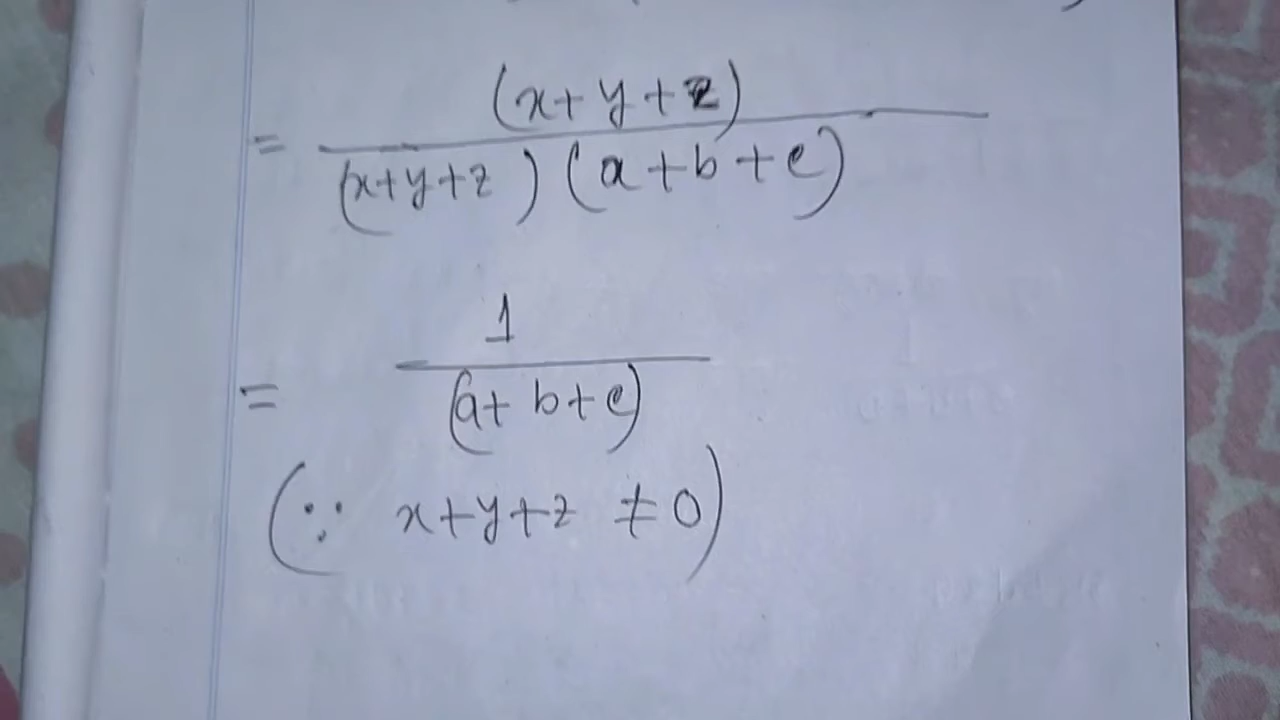 (x+y+z)
= ―――――――――
(x+y+z) (a+b+c)
1
= ―――――
(a+b+c)
(∵ x+y+z ≠ 0)